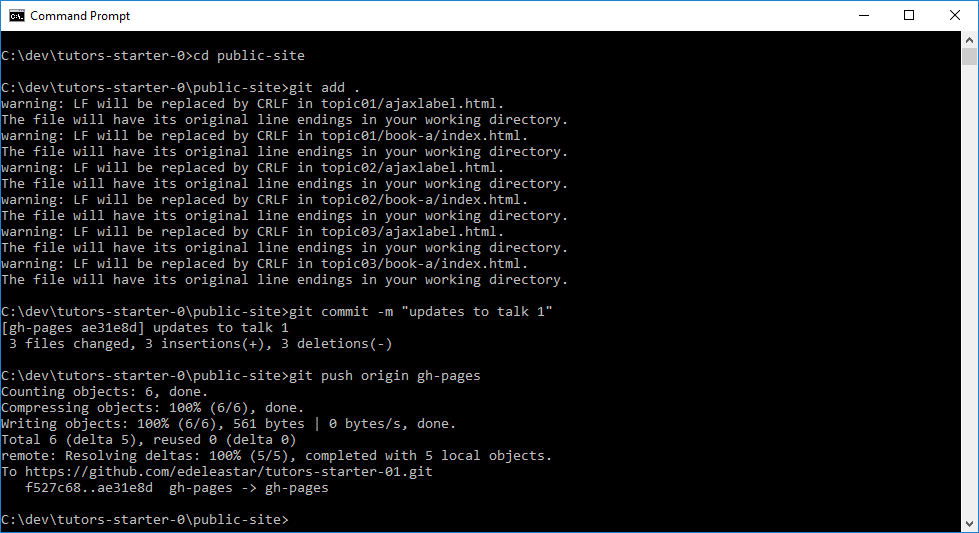 Command Prompt
C:\dev\tutors-starter-0>cd public-site
C:\dev\tutors-starter-0\public-site>git add .
warning: LF will be replaced by CRLF in topic01/ajaxlabel.html.
The file will have its original line endings in your working directory.
warning: LF will be replaced by CRLF in topic01/book-a/index.html.
The file will have its original line endings in your working directory.
warning: LF will be replaced by CRLF in topic02/ajaxlabel.html.
The file will have its original line endings in your working directory.
warning: LF will be replaced by CRLF in topic02/book-a/index.html.
The file will have its original line endings in your working directory.
warning: LF will be replaced by CRLF in topic03/ajaxlabel.html.
The file will have its original line endings in your working directory.
warning: LF will be replaced by CRLF in topic03/book-a/index.html.
The file will have its original line endings in your working directory.
C:\dev\tutors-starter-0\public-site>git commit -m "updates to talk 1"
[gh-pages ae31e8d] updates to talk 1
 3 files changed, 3 insertions(+), 3 deletions(-)
C:\dev\tutors-starter-0\public-site>git push origin gh-pages
Counting objects: 6, done.
Compressing objects: 100% (6/6), done.
Writing objects: 100% (6/6), 561 bytes | 0 bytes/s, done.
Total 6 (delta 5), reused 0 (delta 0)
remote: Resolving deltas: 100% (5/5), completed with 5 local objects.
To https://github.com/edeleastar/tutors-starter-01.git
   f527c68..ae31e8d  gh-pages -> gh-pages
C:\dev\tutors-starter-0\public-site>